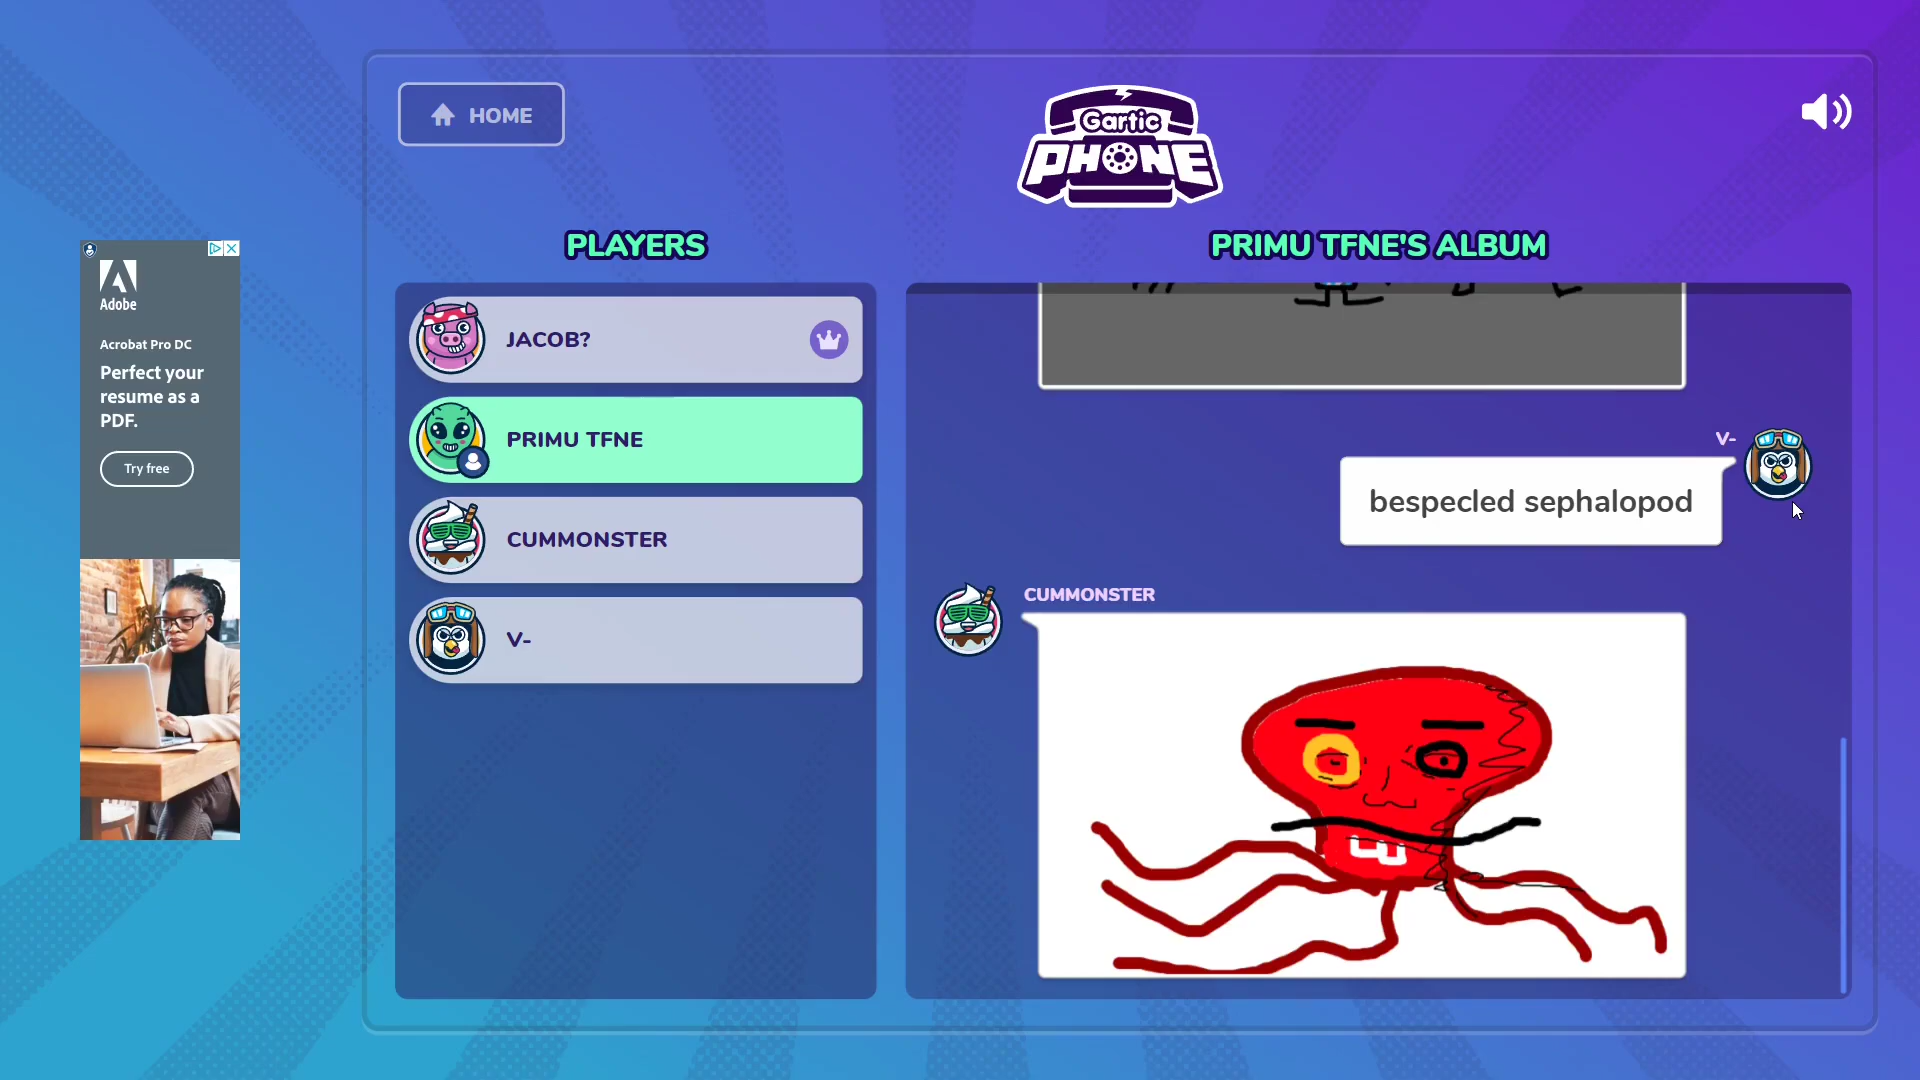 HOME
Gartic
PHONE
PLAYERS
PRIMU TFNE'S ALBUM
Adobe
Acrobat Pro DC
Perfect your
resume as a
PDF.
Try free
JACOB?
PRIMU TFNE
CUMMONSTER
V-
V-
bespecled sephalopod
CUMMONSTER